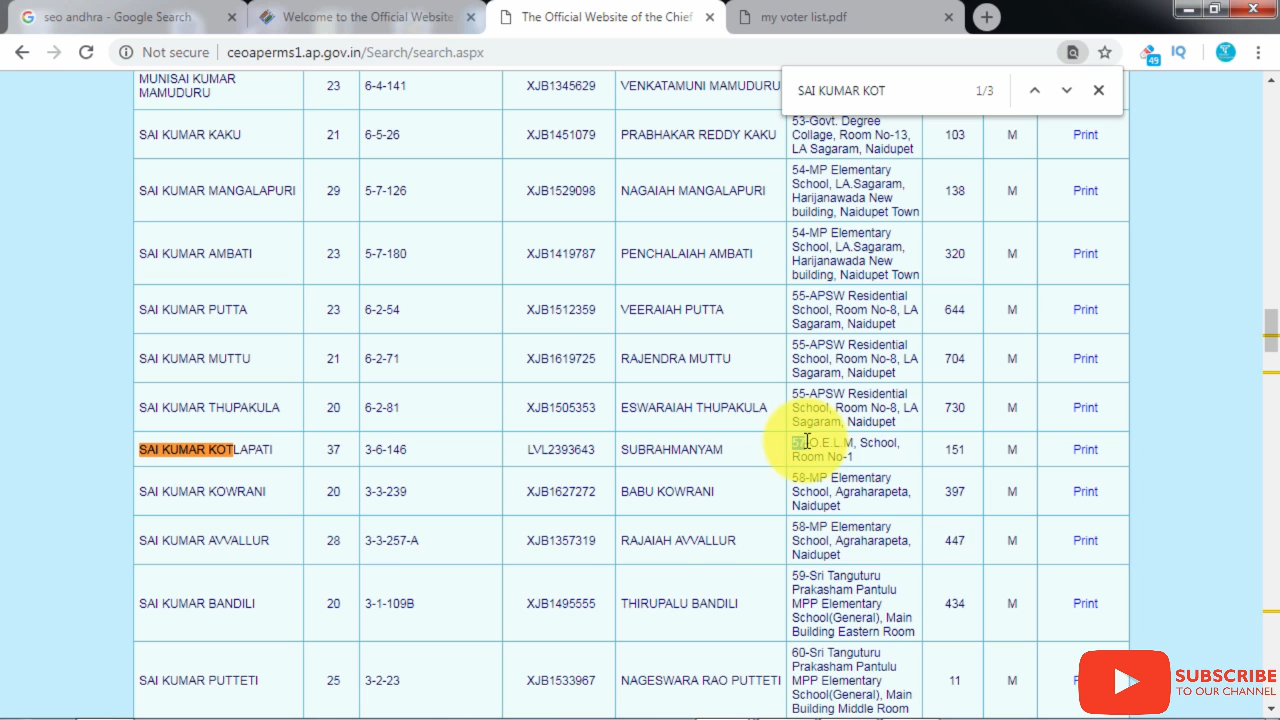 seo andhra - Google Search
Welcome to the Official Website
The Official Website of the Chief
my voter list.pdf
Not secure
ceoaperms1.ap.gov.in/Search/search.aspx
49
IQ
SAI KUMAR KOT 1/3
MUNISAI KUMAR
MAMUDURU
23
6-4-141
XJB1345629
VENKATAMUNI MAMUDURU
SAI KUMAR KAKU
21
6-5-26
XJB1451079
PRABHAKAR REDDY KAKU
53-Govt. Degree
Collage, Room No-13,
LA Sagaram, Naidupet
103
M
Print
SAI KUMAR MANGALAPURI
29
5-7-126
XJB1529098
NAGAIAH MANGALAPURI
54-MP Elementary
School, LA.Sagaram,
Harijanawada New
building, Naidupet Town
138
M
Print
SAI KUMAR AMBATI
23
5-7-180
XJB1419787
PENCHALAIAH AMBATI
54-MP Elementary
School, LA.Sagaram,
Harijanawada New
building, Naidupet Town
320
M
Print
SAI KUMAR PUTTA
23
6-2-54
XJB1512359
VEERAIAH PUTTA
55-APSW Residential
School, Room No-8, LA
Sagaram, Naidupet
644
M
Print
SAI KUMAR MUTTU
21
6-2-71
XJB1619725
RAJENDRA MUTTU
55-APSW Residential
School, Room No-8, LA
Sagaram, Naidupet
704
M
Print
SAI KUMAR THUPAKULA
20
6-2-81
XJB1505353
ESWARAIAH THUPAKULA
55-APSW Residential
School, Room No-8, LA
Sagaram, Naidupet
730
M
Print
SAI KUMAR KOTLAPATI
37
3-6-146
LVL2393643
SUBRAHMANYAM
57-O.E.L.M, School,
Room No-1
151
M
Print
SAI KUMAR KOWRANI
20
3-3-239
XJB1627272
BABU KOWRANI
58-MP Elementary
School, Agraharapeta,
Naidupet
397
M
Print
SAI KUMAR AVVALLUR
28
3-3-257-A
XJB1357319
RAJAIAH AVVALLUR
58-MP Elementary
School, Agraharapeta,
Naidupet
447
M
Print
SAI KUMAR BANDILI
20
3-1-109B
XJB1495555
THIRUPALU BANDILI
59-Sri Tanguturu
Prakasham Pantulu
MPP Elementary
School(General), Main
Building Eastern Room
434
M
Print
SAI KUMAR PUTTETI
25
3-2-23
XJB1533967
NAGESWARA RAO PUTTETI
60-Sri Tanguturu
Prakasham Pantulu
MPP Elementary
School(General), Main
Building Middle Room
11
M
SUBSCRIBE
TO OUR CHANNEL